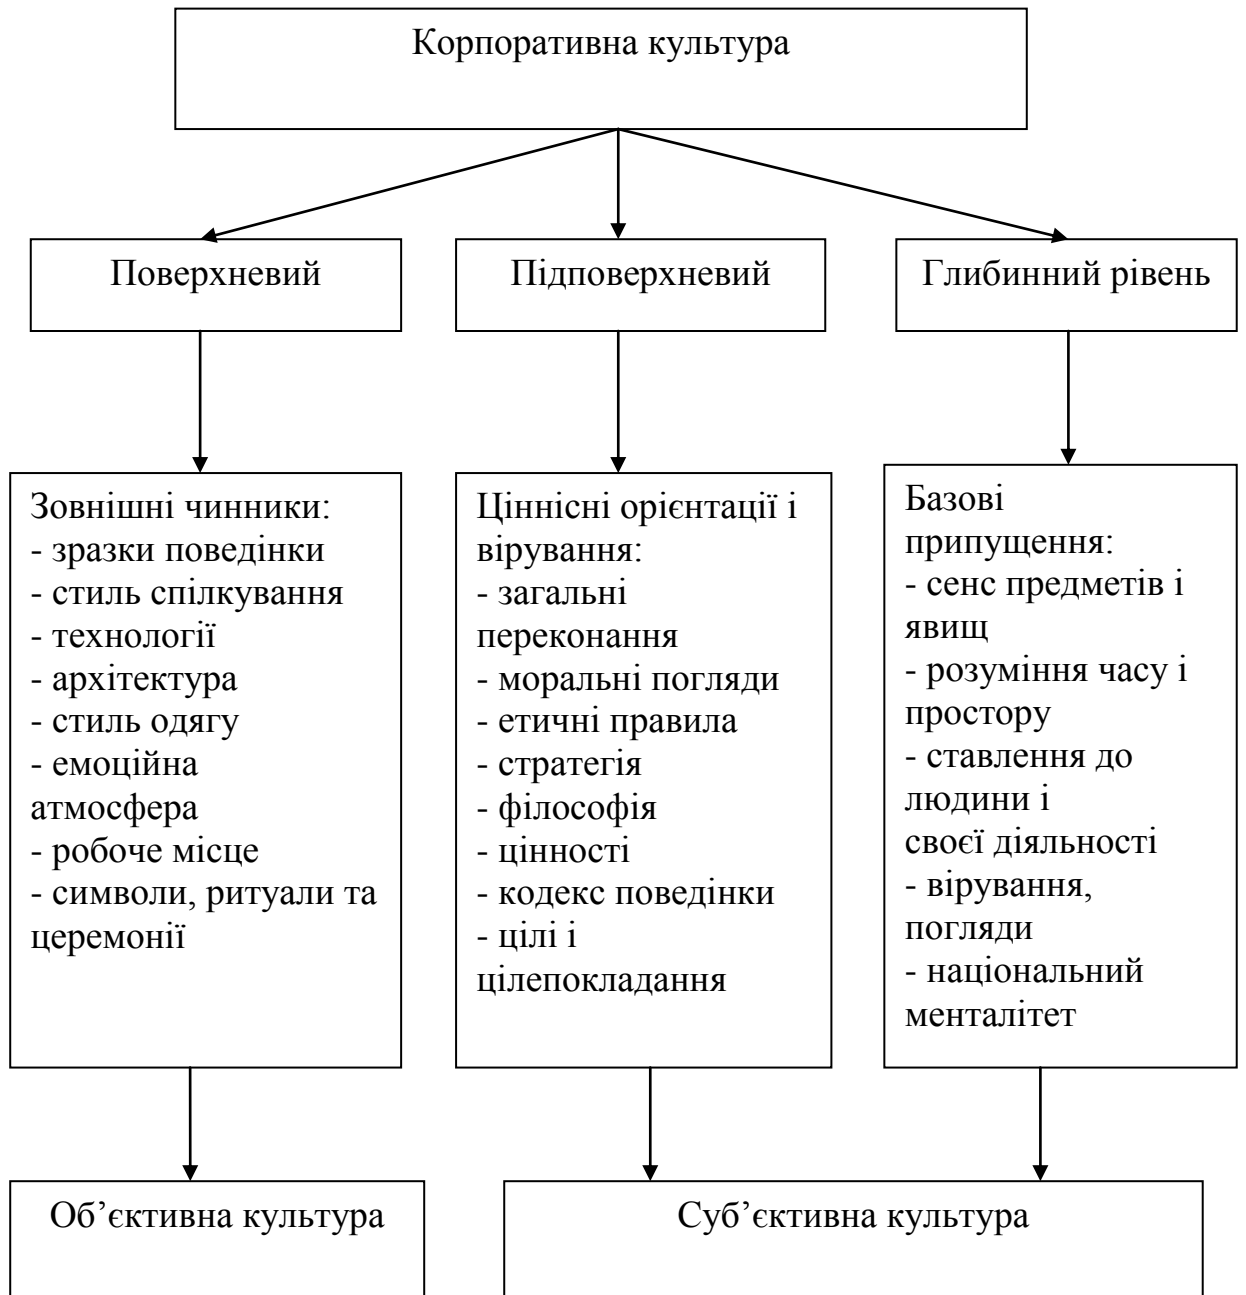 Корпоративна культура
Поверхневий
Підповерхневий
Глибинний рівень
Зовнішні чинники:
- зразки поведінки
- стиль спілкування
- технології
- архітектура
- стиль одягу
- емоційна
атмосфера
- робоче місце
- символи, ритуали та
церемонії
Ціннісні орієнтації і
вірування:
- загальні
переконання
- моральні погляди
- етичні правила
- стратегія
- філософія
- цінності
- кодекс поведінки
- цілі і
цілепокладання
Базові
припущення:
- сенс предметів і
явищ
- розуміння часу і
простору
- ставлення до
людини і
своєї діяльності
- вірування,
погляди
- національний
менталітет
Об’єктивна культура
Суб’єктивна культура